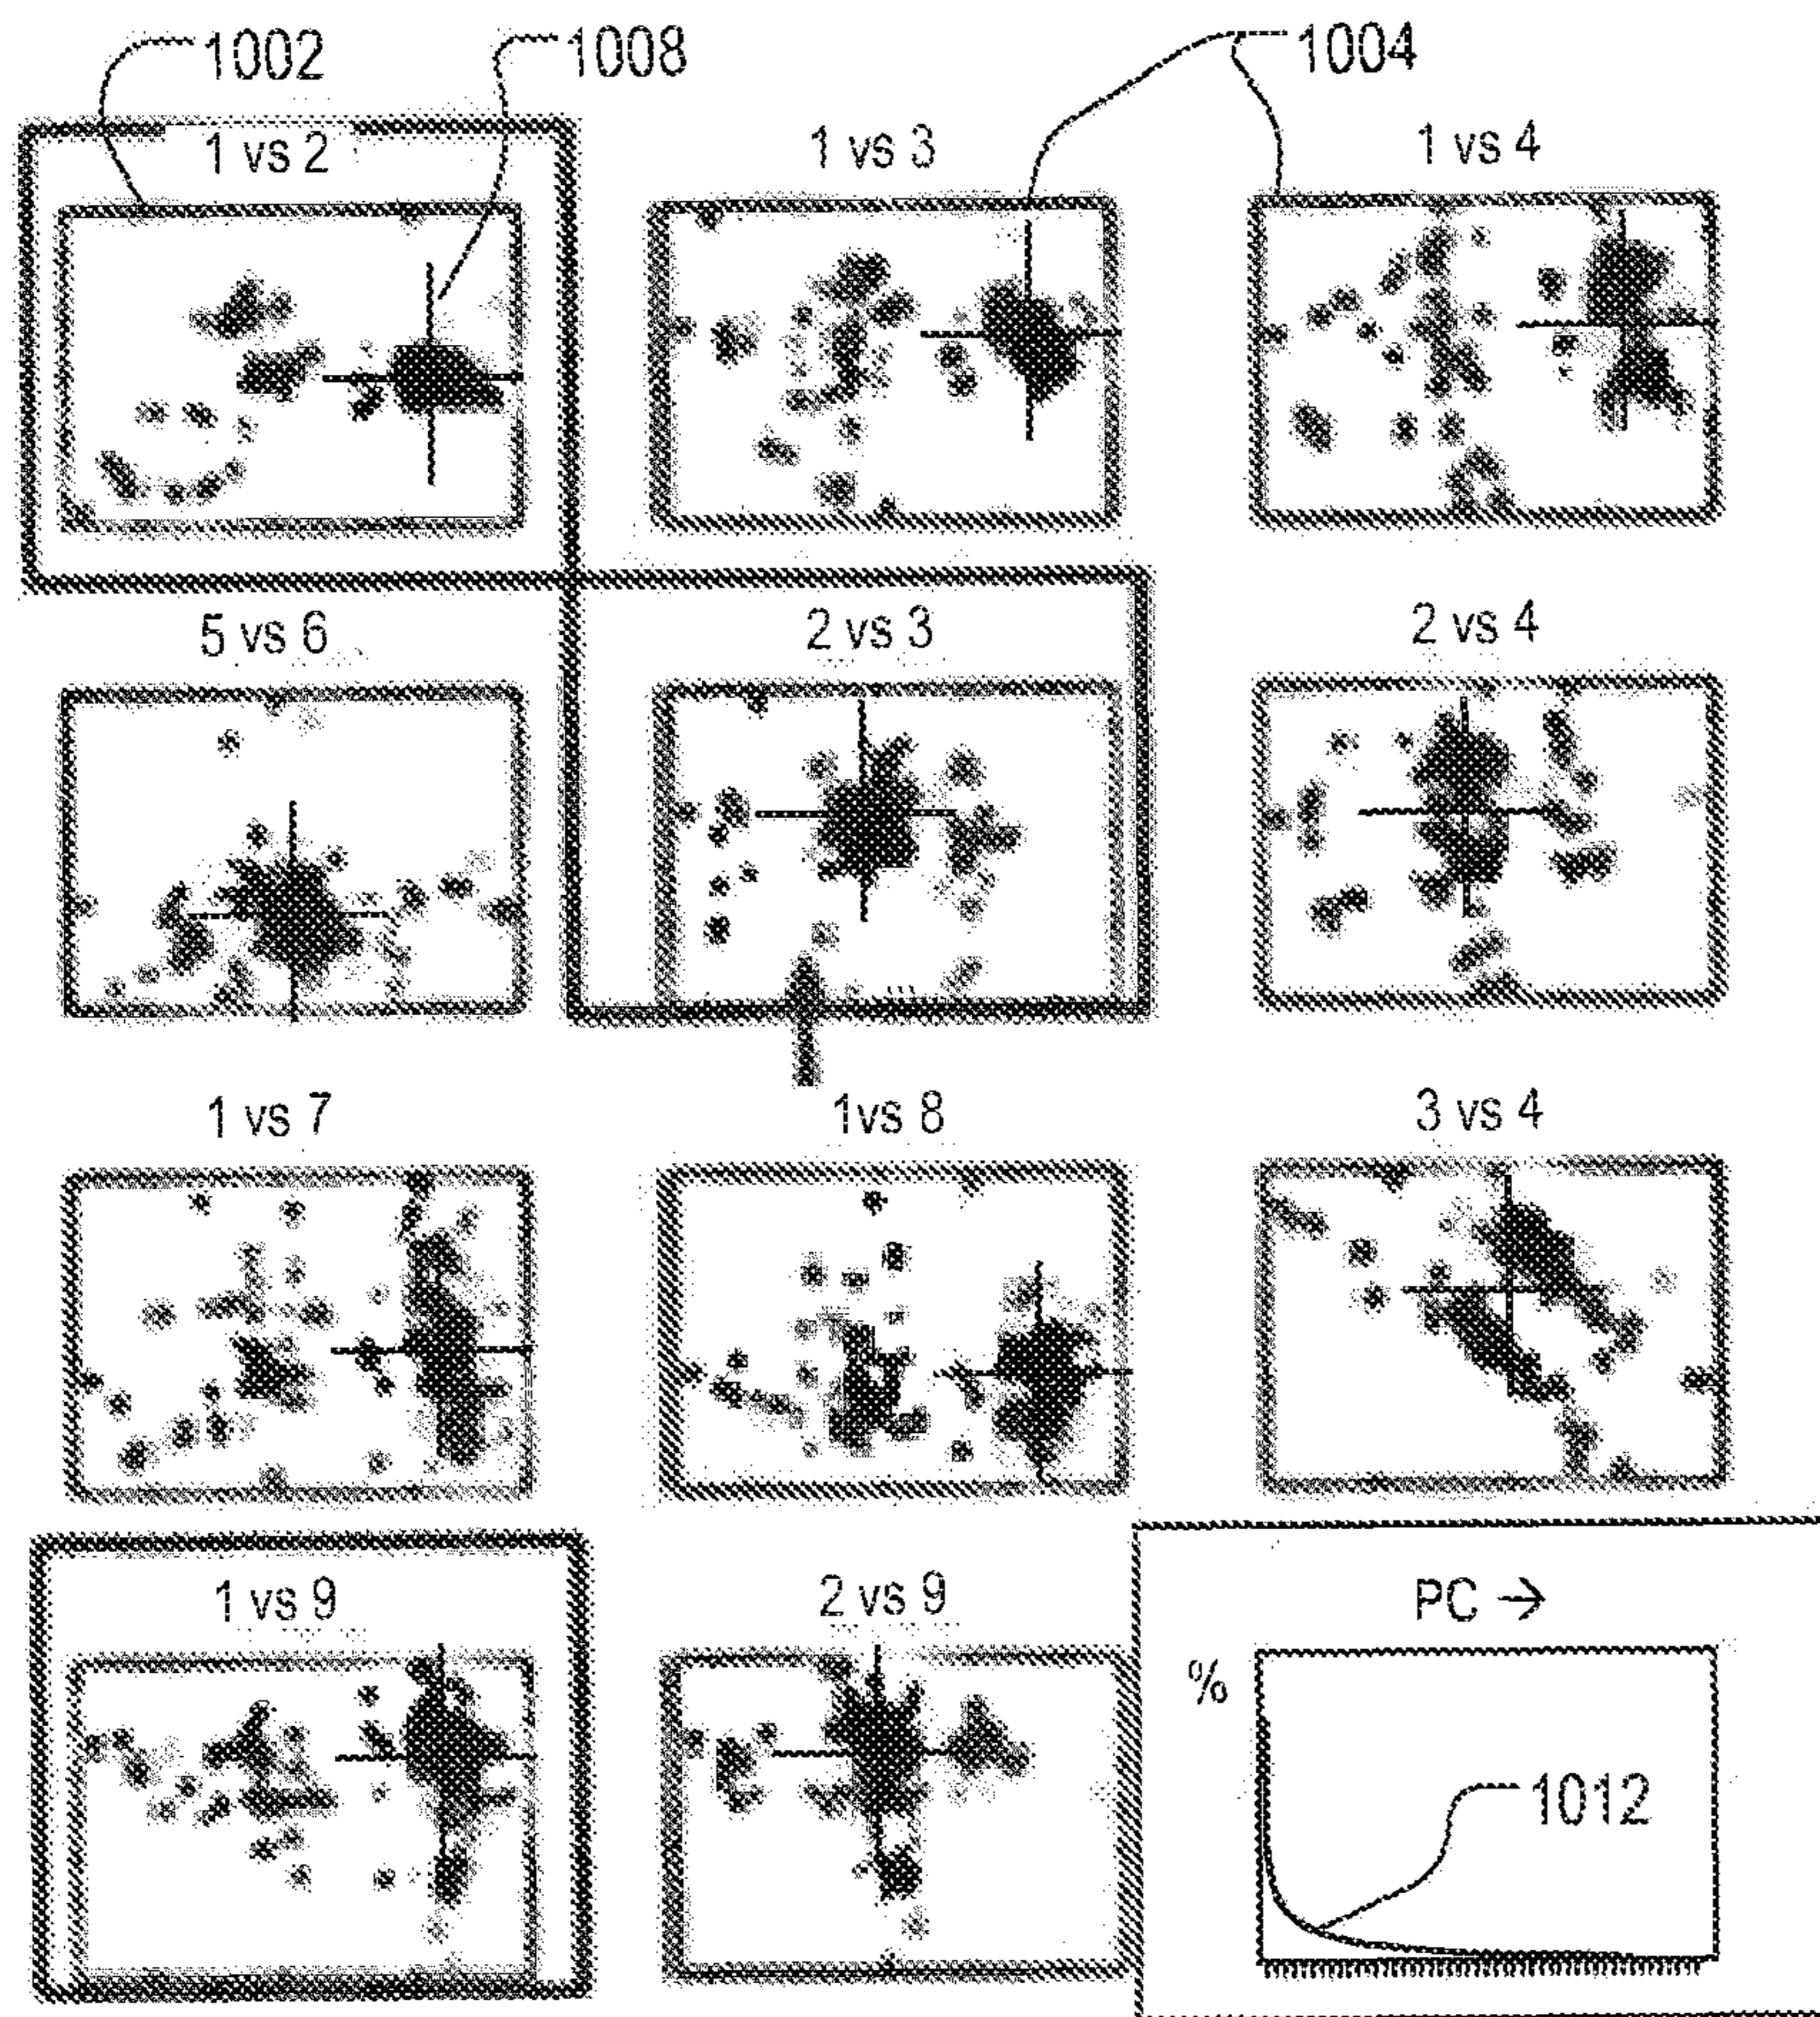 1002 1008 1004
1 vs 2 1 vs 3 1 vs 4
5 vs 6 2 vs 3 2 vs 4
1 vs 7 1vs 8 3 vs 4
1 vs 9 2 vs 9 PC →
%
1012